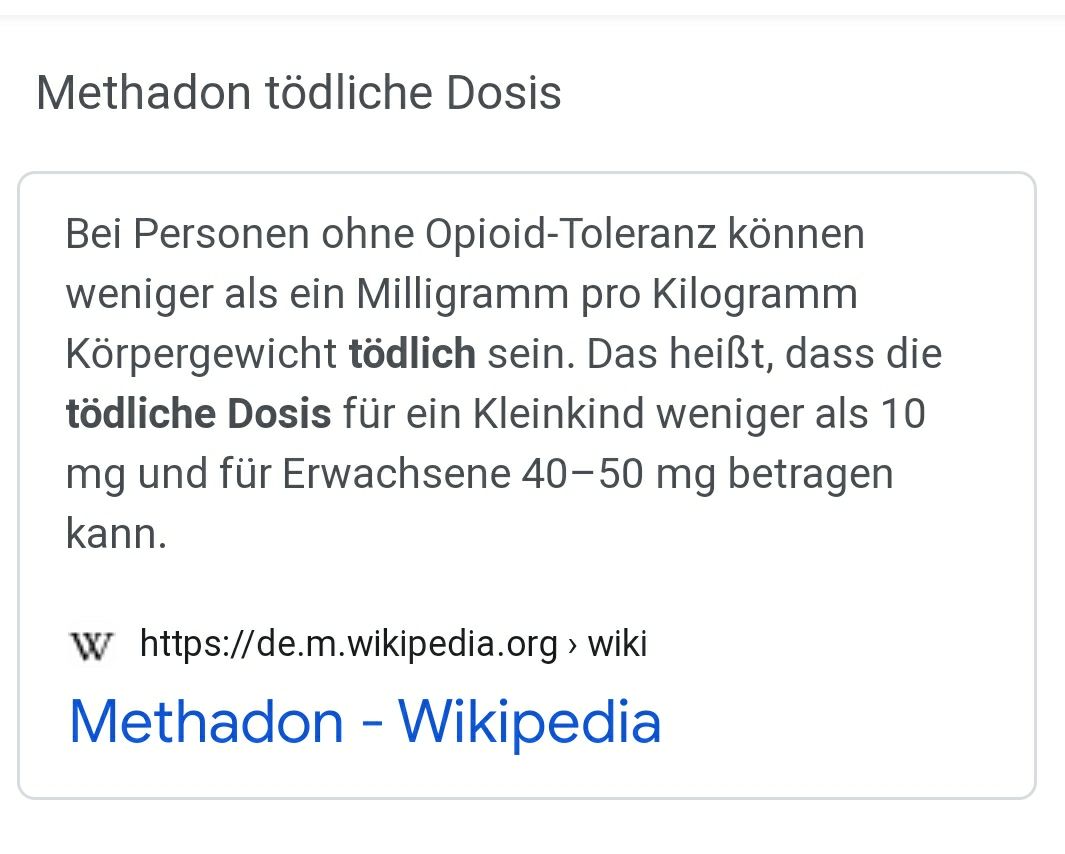 Methadon tödliche Dosis
Bei Personen ohne Opioid-Toleranz können
weniger als ein Milligramm pro Kilogramm
Körpergewicht tödlich sein. Das heißt, dass die
tödliche Dosis für ein Kleinkind weniger als 10
mg und für Erwachsene 40–50 mg betragen
kann.
W https://de.m.wikipedia.org › wiki
Methadon - Wikipedia